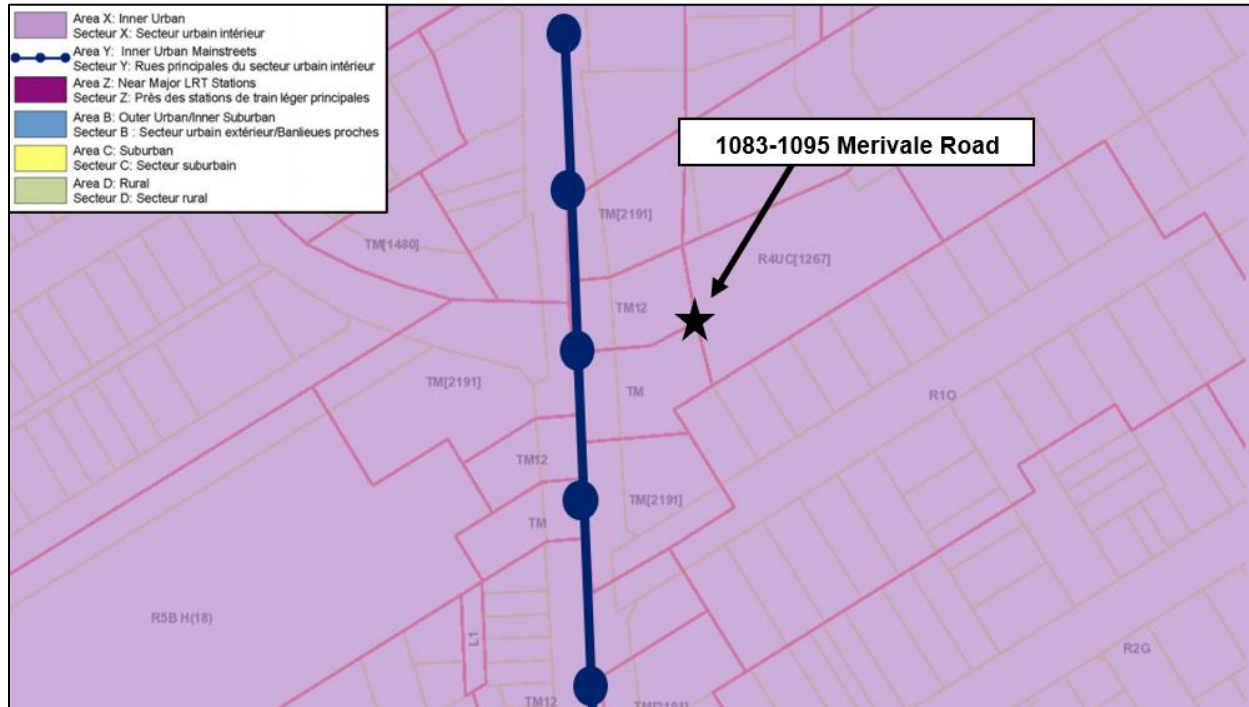 Area X: Inner Urban
Secteur X: Secteur urbain intérieur
Area Y:  Inner Urban Mainstreets
Secteur Y: Rues principales du secteur urbain intérieur
Area Z: Near Major LRT Stations
Secteur Z: Près des stations de train léger principales
Area B: Outer Urban/Inner Suburban
Secteur B : Secteur urbain extérieur/Banlieues proches
Area C: Suburban
Secteur C: Secteur suburbain
Area D: Rural
Secteur D: Secteur rural
1083-1095 Merivale Road
TM[2191]
TM[1480]
R4UC[1267]
TM12
TM[2191]
TM
R1O
TM12
TM[2191]
TM
R5B H(18)
L1
R2G
TM12
TM[2191]